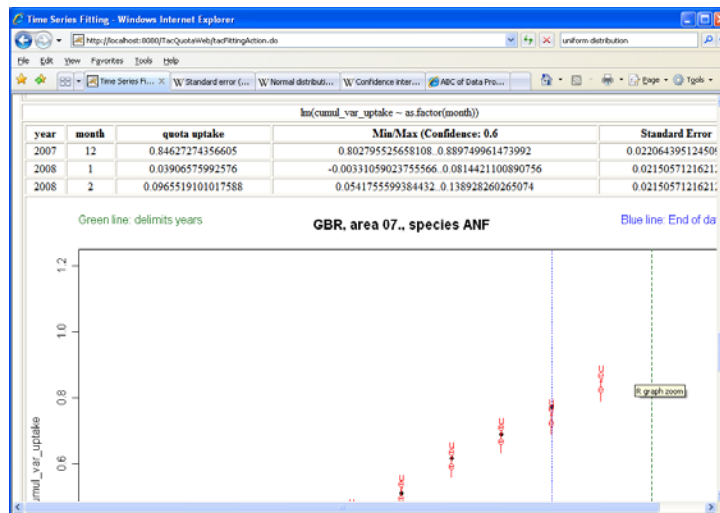 Time Series Fitting - Windows Internet Explorer
http://localhost:8080/TacQuotaWeb/tacFittingAction.do
uniform distribution
File Edit View Favorites Tools Help
Time Series Fi... Standard error (... Normal distributi... Confidence inter... ABC of Data Pro... Page Tools
lm(cumul_var_uptake ~ as.factor(month))
year month quota uptake Min/Max (Confidence: 0.6 Standard Error
2007 12 0.84627274356605 0.802795525658108..0.889749961473992 0.022064395124509
2008 1 0.03906575992576 -0.00331059023755566..0.0814421100890756 0.02150571216212
2008 2 0.0965519101017588 0.0541755599384432..0.138928260265074 0.02150571216212
Green line: delimits years
GBR, area 07., species ANF
Blue line: End of da
1.2
1.0
0.8
0.6
umul_var_uptake
R graph zoom